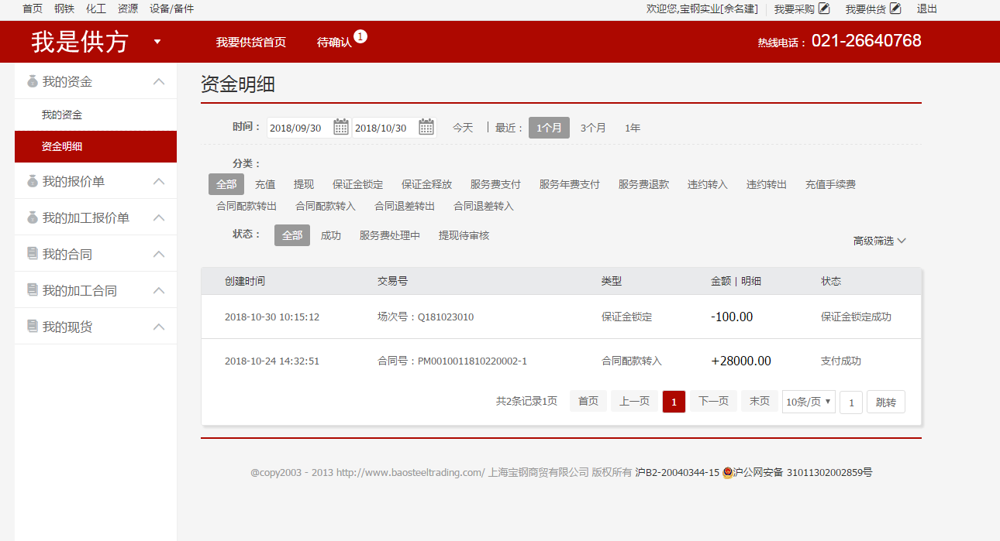 首页 钢铁 化工 资源 设备/备件 欢迎您,宝钢实业[佘名建] 我要采购 我要供货 退出
我是供方 我要供货首页 待确认 1 热线电话： 021-26640768
我的资金
我的资金
资金明细
我的报价单
我的加工报价单
我的合同
我的加工合同
我的现货
资金明细
时间： 2018/09/30 2018/10/30 今天 最近： 1个月 3个月 1年
分类：
全部 充值 提现 保证金锁定 保证金释放 服务费支付 服务年费支付 服务费退款 违约转入 违约转出 充值手续费
合同配款转出 合同配款转入 合同退差转出 合同退差转入
状态： 全部 成功 服务费处理中 提现待审核
高级筛选
创建时间 交易号 类型 金额 | 明细 状态
2018-10-30 10:15:12 场次号：Q181023010 保证金锁定 -100.00 保证金锁定成功
2018-10-24 14:32:51 合同号：PM0010011810220002-1 合同配款转入 +28000.00 支付成功
共2条记录1页 首页 上一页 1 下一页 末页 10条/页 1 跳转
@copy2003 - 2013 http://www.baosteeltrading.com/ 上海宝钢商贸有限公司 版权所有 沪B2-20040344-15 沪公网安备 31011302002859号